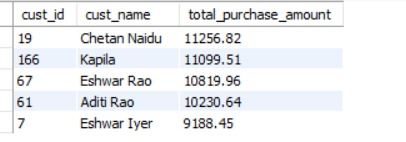 cust_id cust_name total_purchase_amount
19 Chetan Naidu 11256.82
166 Kapila 11099.51
67 Eshwar Rao 10819.96
61 Aditi Rao 10230.64
7 Eshwar Iyer 9188.45